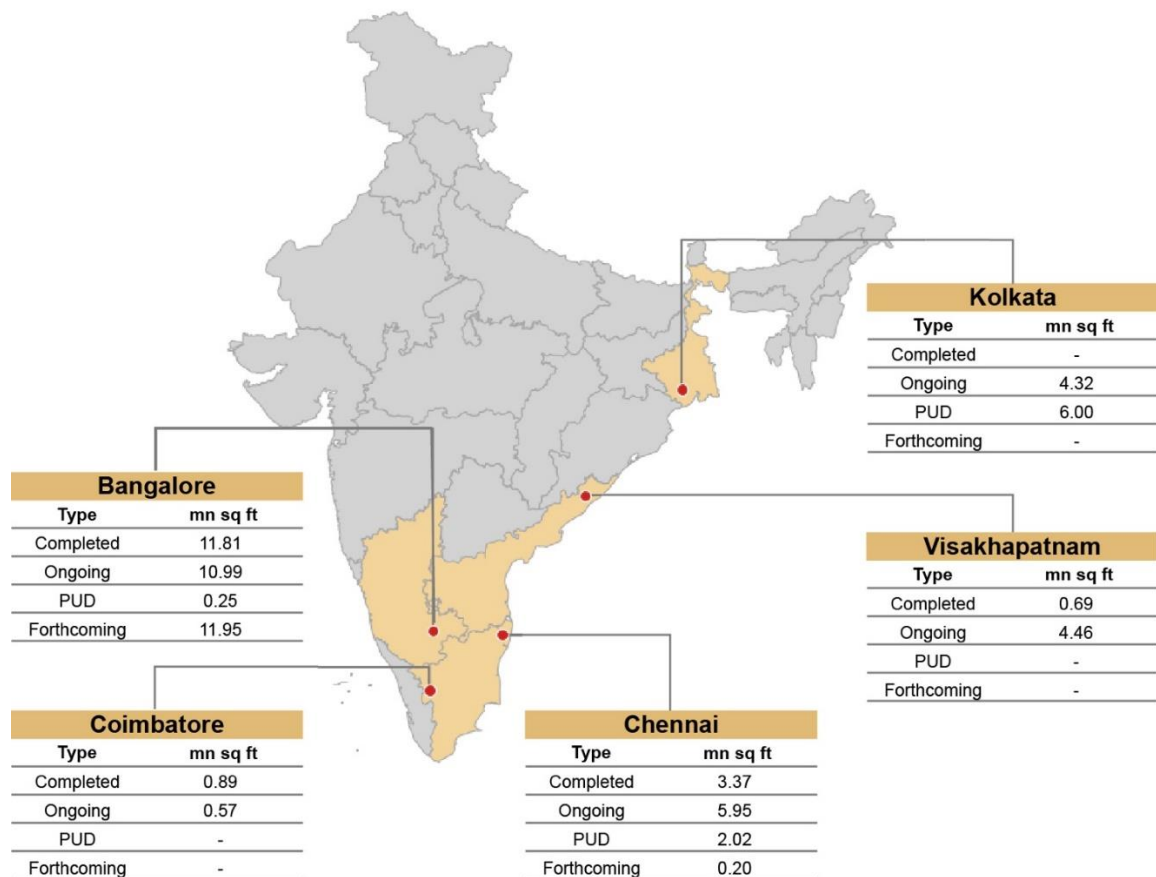 Kolkata
Type mn sq ft
Completed -
Ongoing 4.32
PUD 6.00
Forthcoming -
Bangalore
Type mn sq ft
Completed 11.81
Ongoing 10.99
PUD 0.25
Forthcoming 11.95
Visakhapatnam
Type mn sq ft
Completed 0.69
Ongoing 4.46
PUD -
Forthcoming -
Coimbatore
Type mn sq ft
Completed 0.89
Ongoing 0.57
PUD -
Forthcoming -
Chennai
Type mn sq ft
Completed 3.37
Ongoing 5.95
PUD 2.02
Forthcoming 0.20